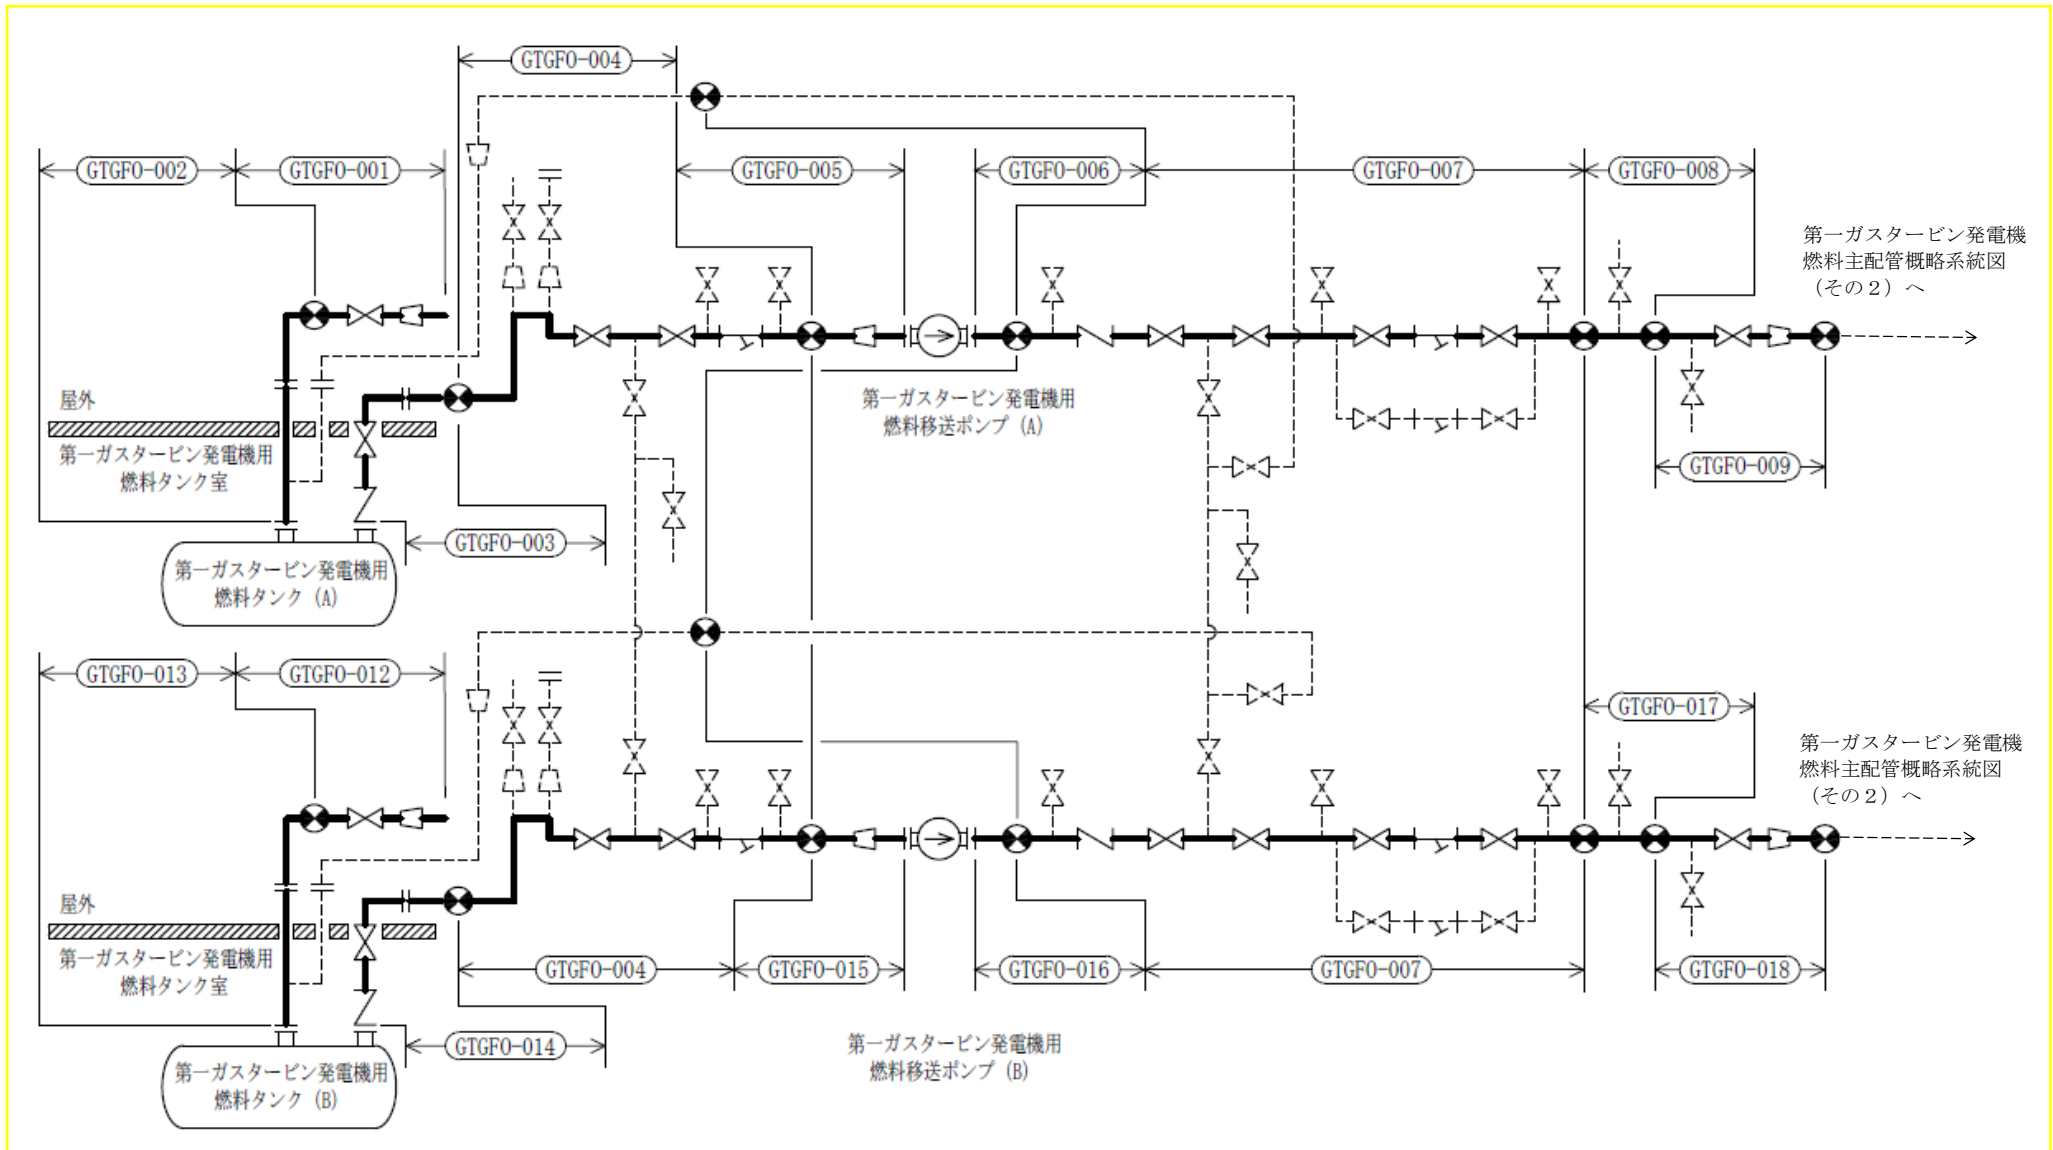 GTGFO-004
GTGFO-002
GTGFO-001
GTGFO-005
GTGFO-006
GTGFO-007
GTGFO-008
第一ガスタービン発電機
燃料主配管概略系統図
（その２）へ
屋外
第一ガスタービン発電機用
燃料タンク室
第一ガスタービン発電機用
燃料移送ポンプ (A)
GTGFO-009
GTGFO-003
第一ガスタービン発電機用
燃料タンク (A)
GTGFO-013
GTGFO-012
GTGFO-017
第一ガスタービン発電機
燃料主配管概略系統図
（その２）へ
屋外
第一ガスタービン発電機用
燃料タンク室
GTGFO-004
GTGFO-015
GTGFO-016
GTGFO-007
GTGFO-018
GTGFO-014
第一ガスタービン発電機用
燃料移送ポンプ (B)
第一ガスタービン発電機用
燃料タンク (B)